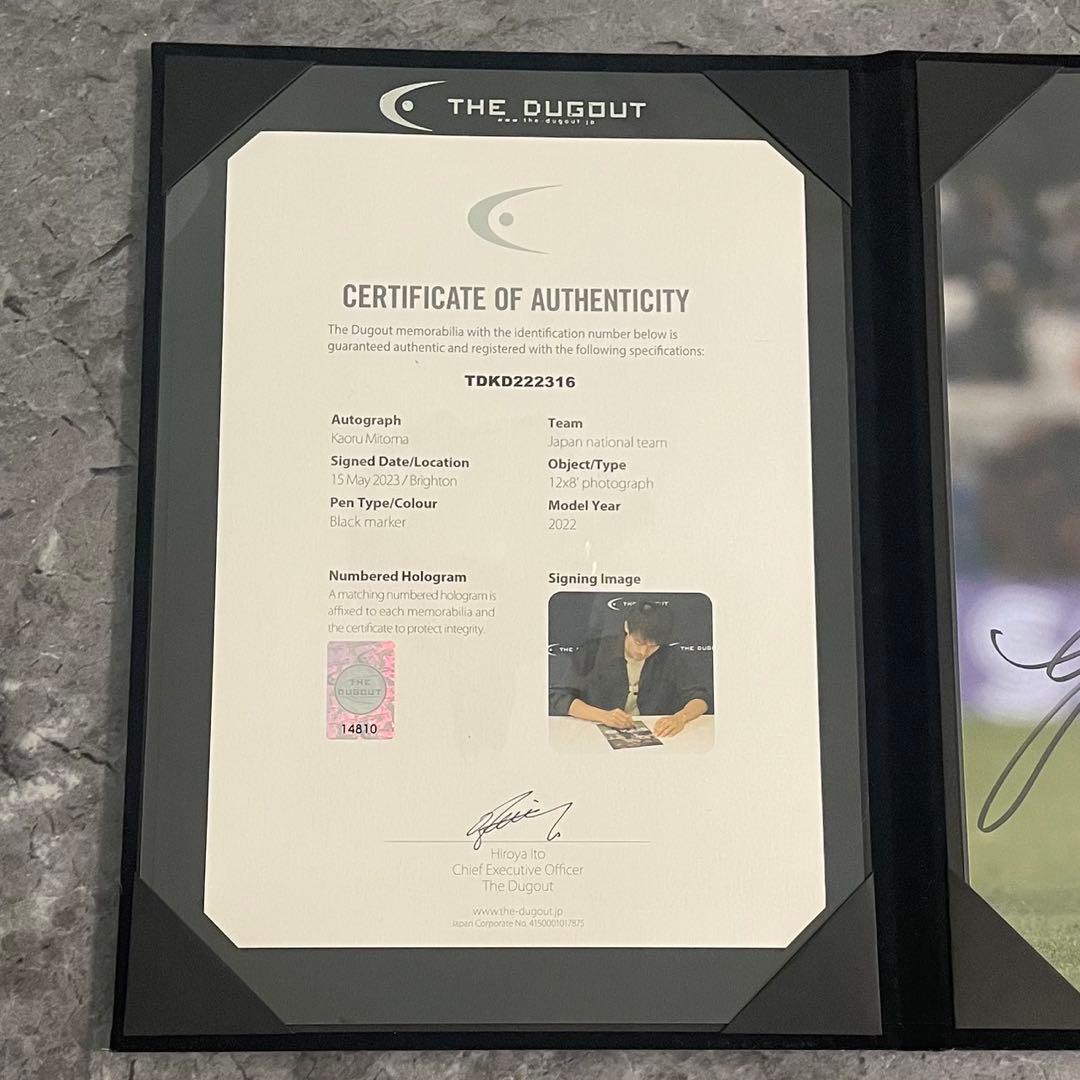 THE DUGOUT
www.the-dugout.jp
CERTIFICATE OF AUTHENTICITY
The Dugout memorabilia with the identification number below is
guaranteed authentic and registered with the following specifications:
TDKD222316
Autograph
Kaoru Mitoma
Team
Japan national team
Signed Date/Location
15 May 2023 / Brighton
Object/Type
12x8' photograph
Pen Type/Colour
Black marker
Model Year
2022
Numbered Hologram
A matching numbered hologram is
affixed to each memorabilia and
the certificate to protect integrity.
THE
DUGOUT
14810
Signing Image
THE
THE DUG
Hiroya Ito
Chief Executive Officer
The Dugout
www.the-dugout.jp
Japan Corporate No. 4150001017875